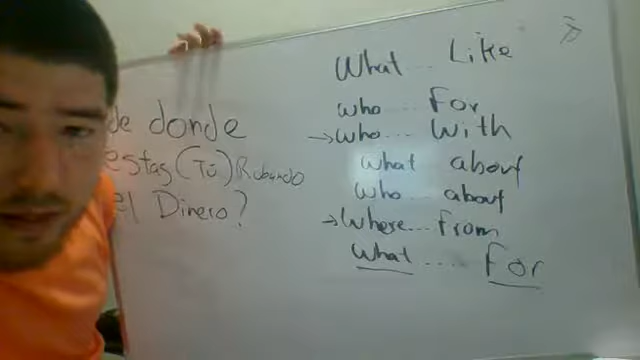 de donde
estas (Tú) Robando
el Dinero?
What ... Like
who ... For
→ who ... with
what about
who ... about
→ where ... from
what .... For